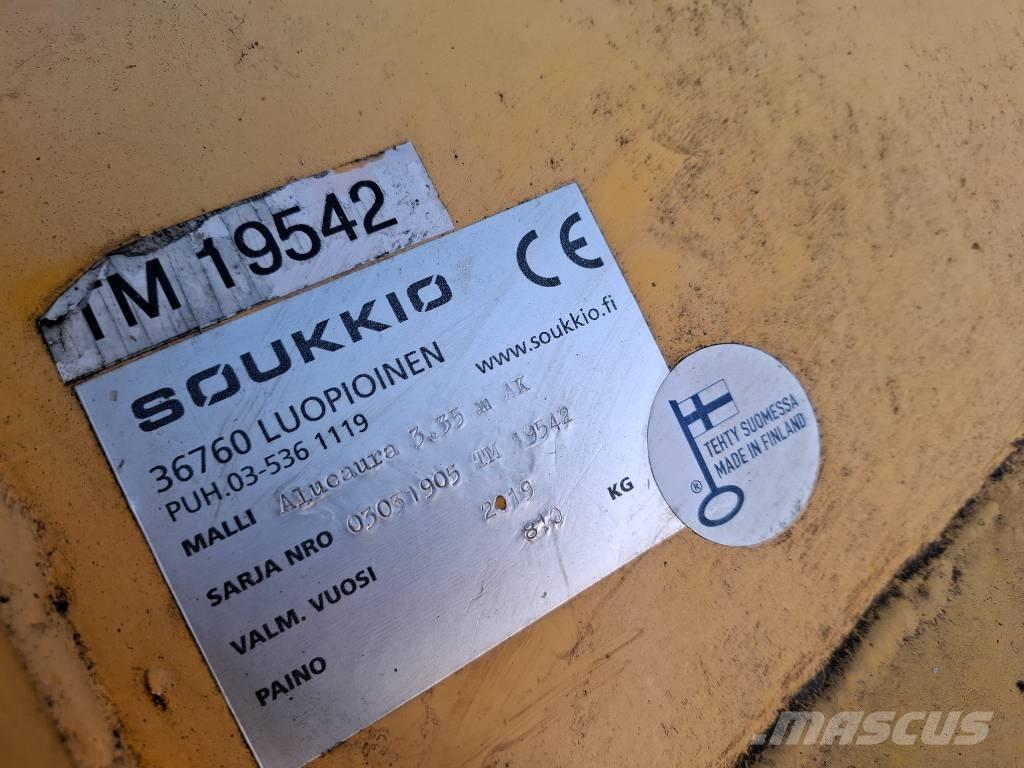 TM 19542
SOUKKIO
CE
36760 LUOPIOINEN
www.soukkio.fi
PUH.03-536 1119
MALLI Alueaura 3.35 m AK
SARJA NRO 03031905 TM 19542
VALM. VUOSI 2019
PAINO 810 KG
TEHTY SUOMESSA
MADE IN FINLAND
®
MASCUS